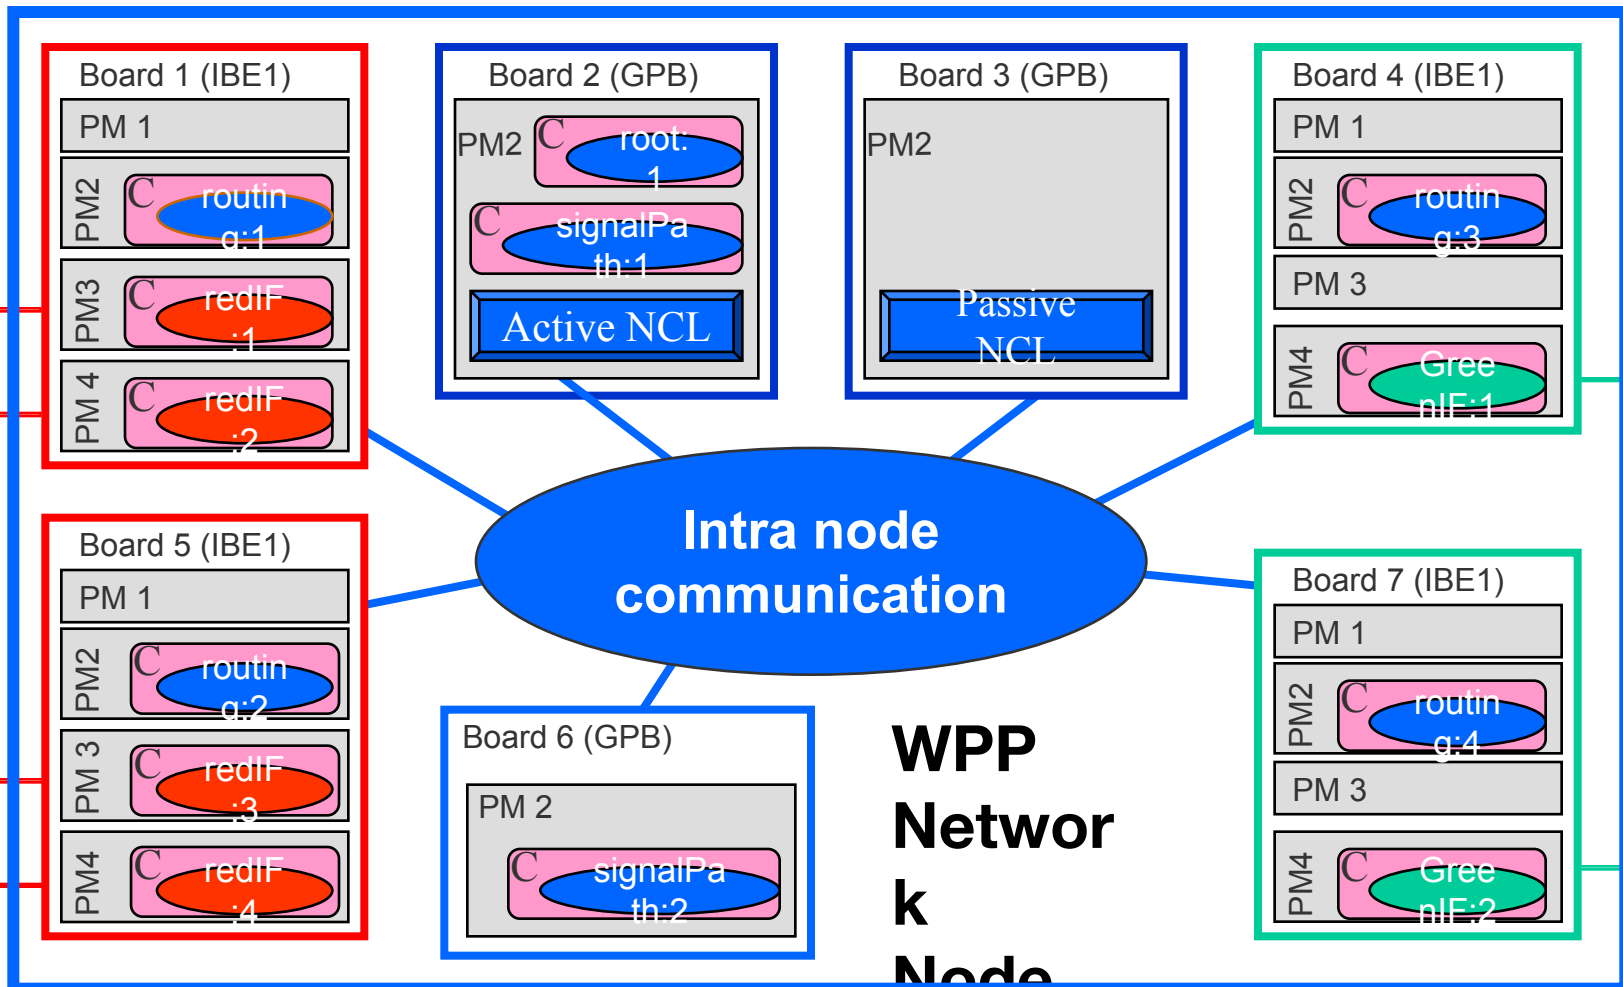 Board 1 (IBE1)
PM 1
PM2
C
routin
g:1
PM3
C
redIF
:1
PM 4
C
redIF
:2
Board 2 (GPB)
PM2
C
root:
1
C
signalPa
th:1
Active NCL
Board 3 (GPB)
PM2
Passive
NCL
Board 4 (IBE1)
PM 1
PM2
C
routin
g:3
PM 3
PM4
C
Gree
nIF:1
Intra node
communication
Board 5 (IBE1)
PM 1
PM2
C
routin
g:2
PM 3
C
redIF
:3
PM4
C
redIF
:4
Board 6 (GPB)
PM 2
C
signalPa
th:2
WPP
Networ
k
Node
Board 7 (IBE1)
PM 1
PM2
C
routin
g:4
PM 3
PM4
C
Gree
nIF:2